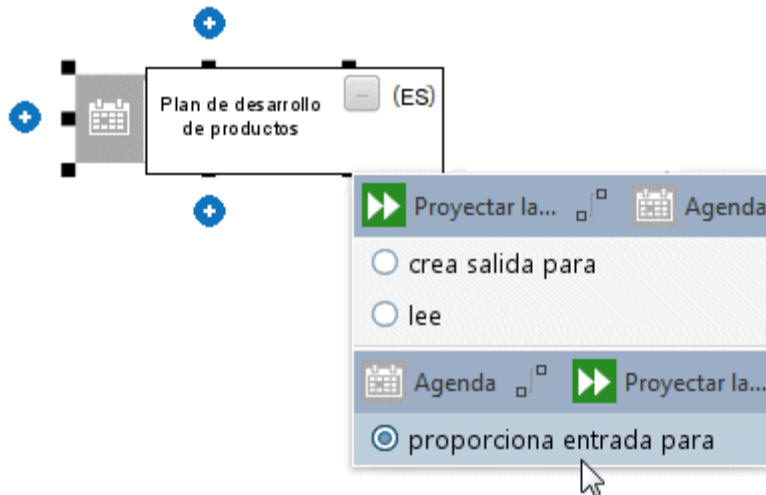 Plan de desarrollo
de productos
(ES)
Proyectar la... Agenda
crea salida para
lee
Agenda Proyectar la...
proporciona entrada para